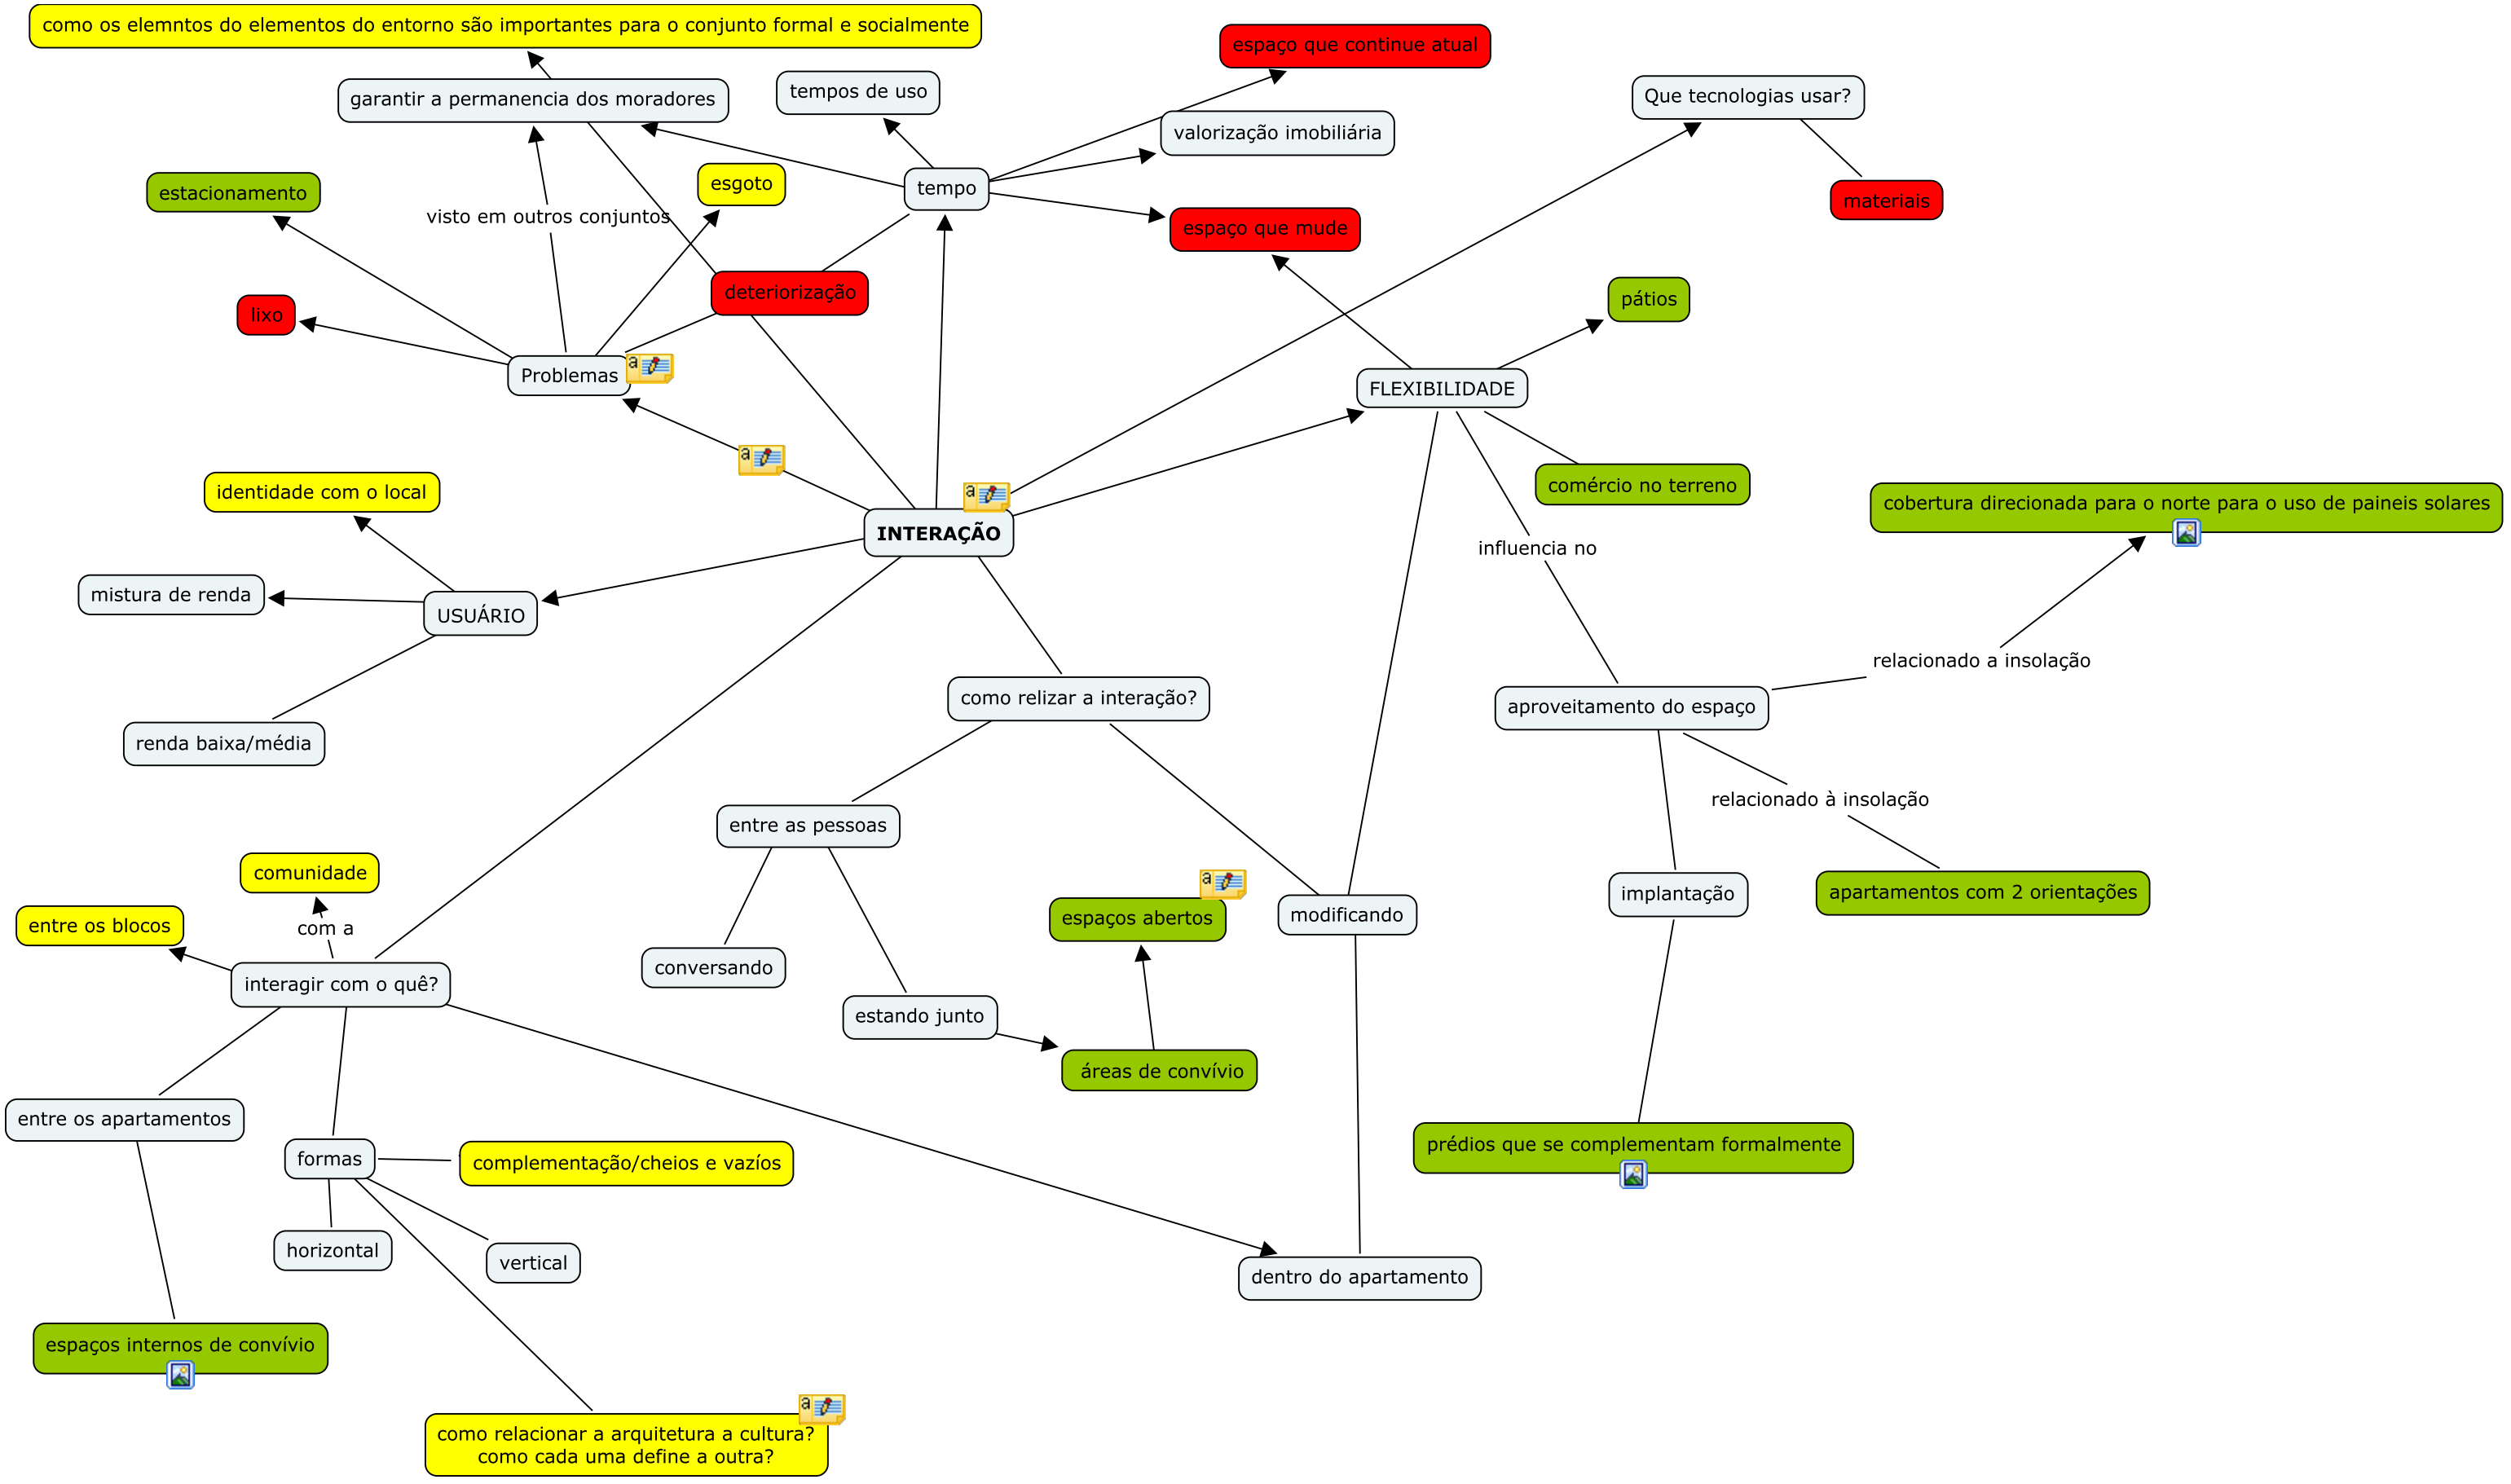 como os elemntos do elementos do entorno são importantes para o conjunto formal e socialmente
espaço que continue atual
garantir a permanencia dos moradores
tempos de uso
Que tecnologias usar?
valorização imobiliária
estacionamento
esgoto
tempo
materiais
visto em outros conjuntos
espaço que mude
deteriorização
pátios
lixo
Problemas
FLEXIBILIDADE
identidade com o local
comércio no terreno
cobertura direcionada para o norte para o uso de paineis solares
INTERAÇÃO
influencia no
mistura de renda
USUÁRIO
relacionado a insolação
como relizar a interação?
aproveitamento do espaço
renda baixa/média
relacionado à insolação
entre as pessoas
comunidade
implantação
apartamentos com 2 orientações
entre os blocos
com a
espaços abertos
modificando
conversando
interagir com o quê?
estando junto
áreas de convívio
entre os apartamentos
prédios que se complementam formalmente
formas
complementação/cheios e vazíos
horizontal
vertical
dentro do apartamento
espaços internos de convívio
como relacionar a arquitetura a cultura?
como cada uma define a outra?